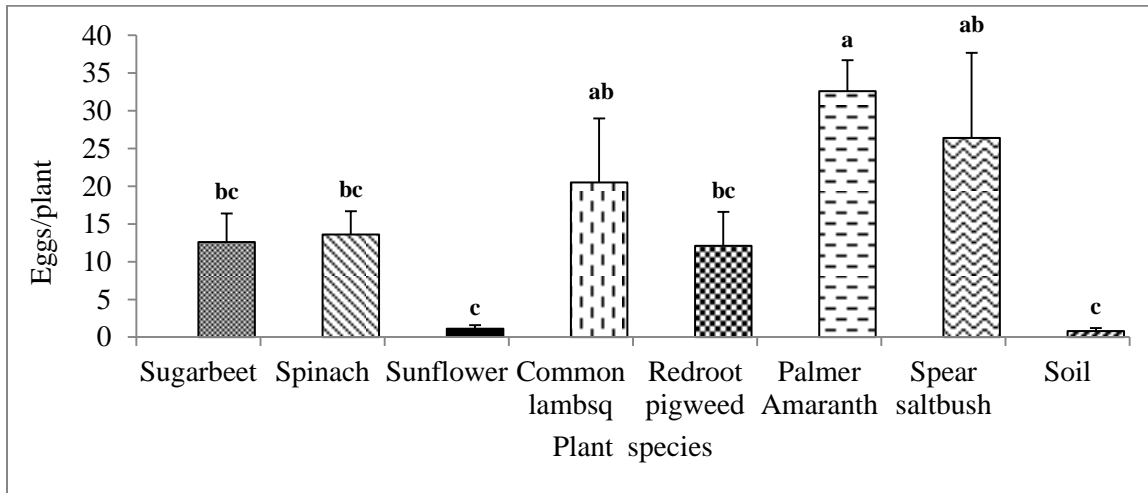 40
35
30
25
20
15
10
5
0
Eggs/plant
bc
bc
c
ab
bc
a
ab
c
Sugarbeet
Spinach
Sunflower
Common
lambsq
Redroot
pigweed
Palmer
Amaranth
Spear
saltbush
Soil
Plant species